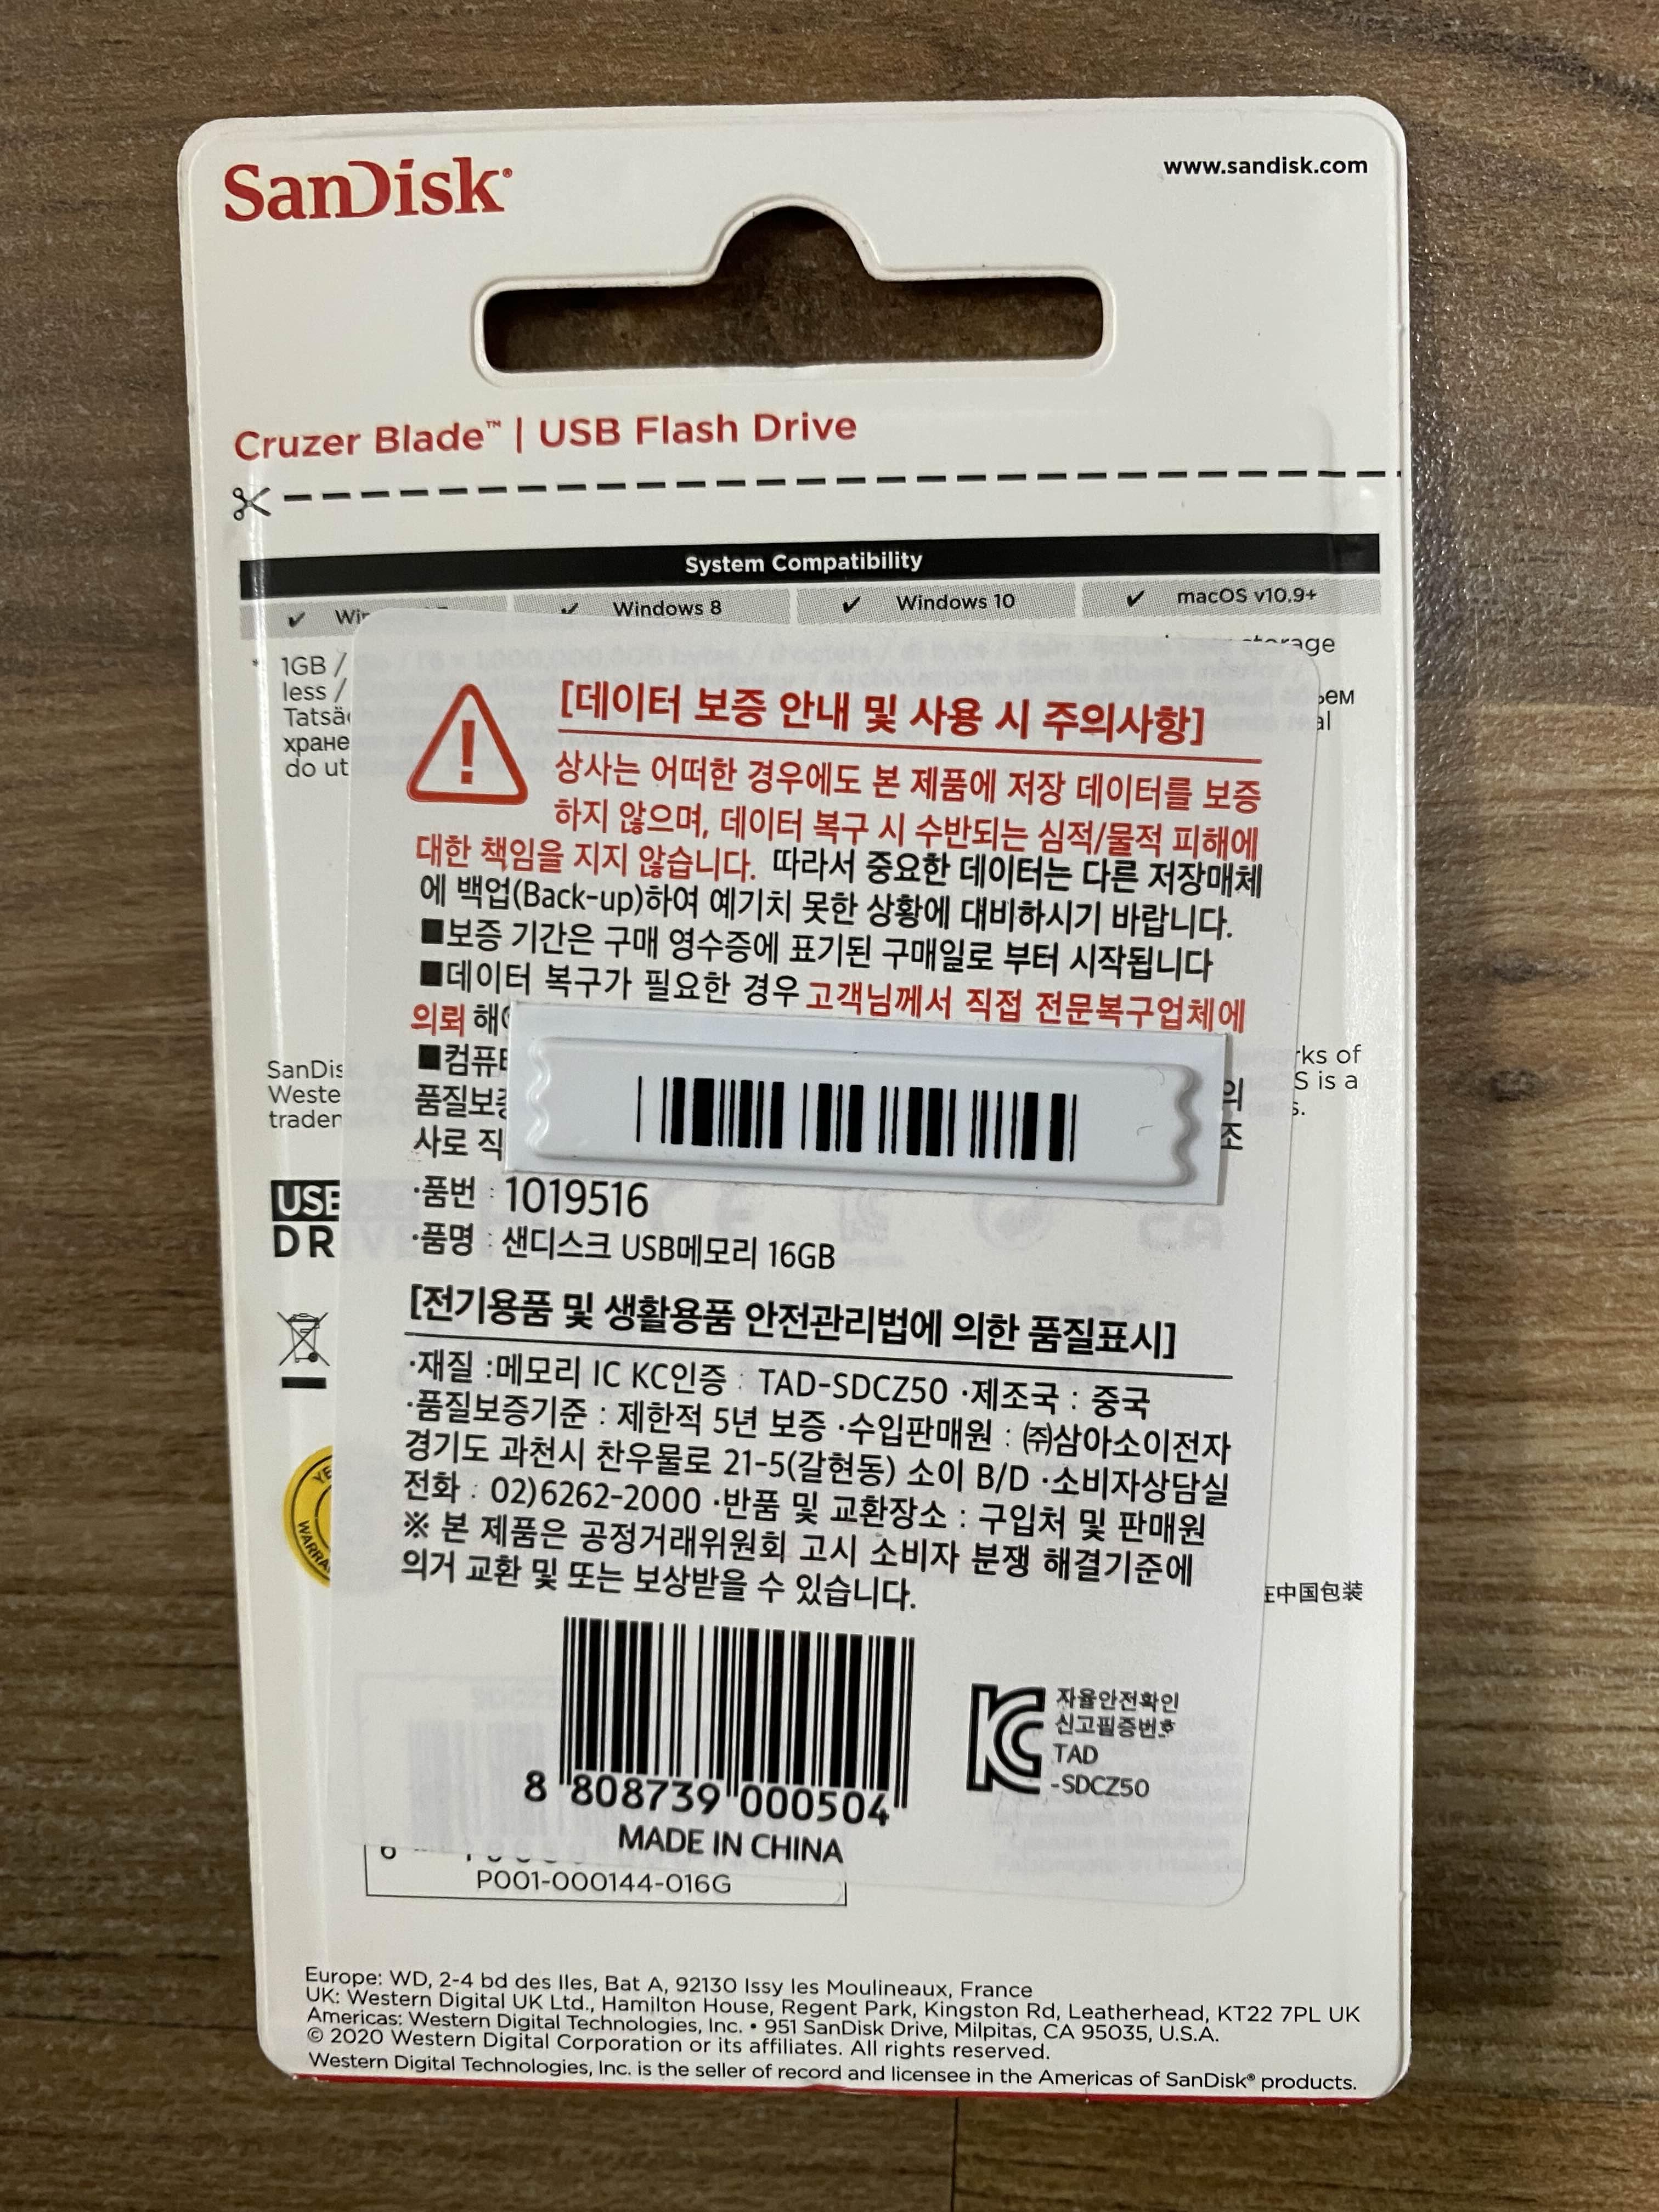 SanDisk®
www.sandisk.com
Cruzer Blade™ | USB Flash Drive
System Compatibility
✔ ✔ Windows 8 ✔ Windows 10 ✔ macOS v10.9+
* 1GB / storage
less /
do ut
[데이터 보증 안내 및 사용 시 주의사항]
상사는 어떠한 경우에도 본 제품에 저장 데이터를 보증
하지 않으며, 데이터 복구 시 수반되는 심적/물적 피해에
대한 책임을 지지 않습니다. 따라서 중요한 데이터는 다른 저장매체
에 백업(Back-up)하여 예기치 못한 상황에 대비하시기 바랍니다.
■보증 기간은 구매 영수증에 표기된 구매일로 부터 시작됩니다
■데이터 복구가 필요한 경우 고객님께서 직접 전문복구업체에
의뢰
사로
SanDis of
S is a
USB
DR
·품번 : 1019516
·품명 : 샌디스크 USB메모리 16GB
[전기용품 및 생활용품 안전관리법에 의한 품질표시]
·재질 :메모리 IC KC인증 : TAD-SDCZ50 ·제조국 : 중국
·품질보증기준 : 제한적 5년 보증 ·수입판매원 : ㈜삼아소이전자
경기도 과천시 찬우물로 21-5(갈현동) 소이 B/D ·소비자상담실
전화 : 02)6262-2000 ·반품 및 교환장소 : 구입처 및 판매원
※ 본 제품은 공정거래위원회 고시 소비자 분쟁 해결기준에
의거 교환 및 또는 보상받을 수 있습니다.
中国包装
8 808739 000504
MADE IN CHINA
자율안전확인
신고필증번호
TAD
-SDCZ50
P001-000144-016G
Europe: WD, 2-4 bd des Iles, Bat A, 92130 Issy les Moulineaux, France
UK: Western Digital UK Ltd., Hamilton House, Regent Park, Kingston Rd, Leatherhead, KT22 7PL UK
Americas: Western Digital Technologies, Inc. • 951 SanDisk Drive, Milpitas, CA 95035, U.S.A.
© 2020 Western Digital Corporation or its affiliates. All rights reserved.
Western Digital Technologies, Inc. is the seller of record and licensee in the Americas of SanDisk® products.